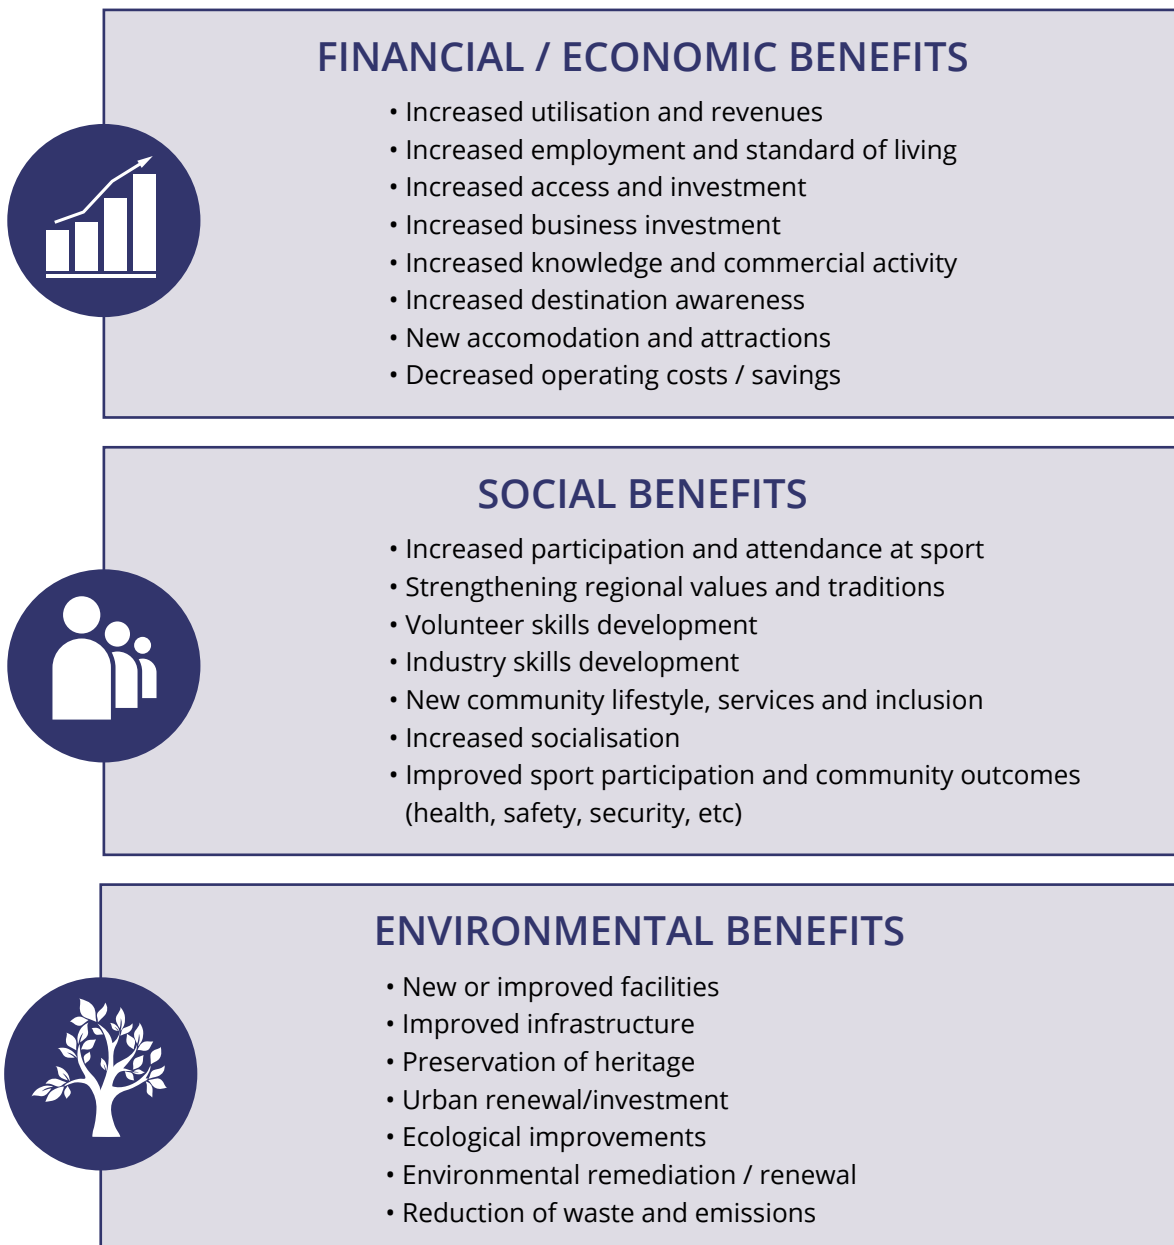 FINANCIAL / ECONOMIC BENEFITS
• Increased utilisation and revenues
• Increased employment and standard of living
• Increased access and investment
• Increased business investment
• Increased knowledge and commercial activity
• Increased destination awareness
• New accomodation and attractions
• Decreased operating costs / savings
SOCIAL BENEFITS
• Increased participation and attendance at sport
• Strengthening regional values and traditions
• Volunteer skills development
• Industry skills development
• New community lifestyle, services and inclusion
• Increased socialisation
• Improved sport participation and community outcomes
(health, safety, security, etc)
ENVIRONMENTAL BENEFITS
• New or improved facilities
• Improved infrastructure
• Preservation of heritage
• Urban renewal/investment
• Ecological improvements
• Environmental remediation / renewal
• Reduction of waste and emissions